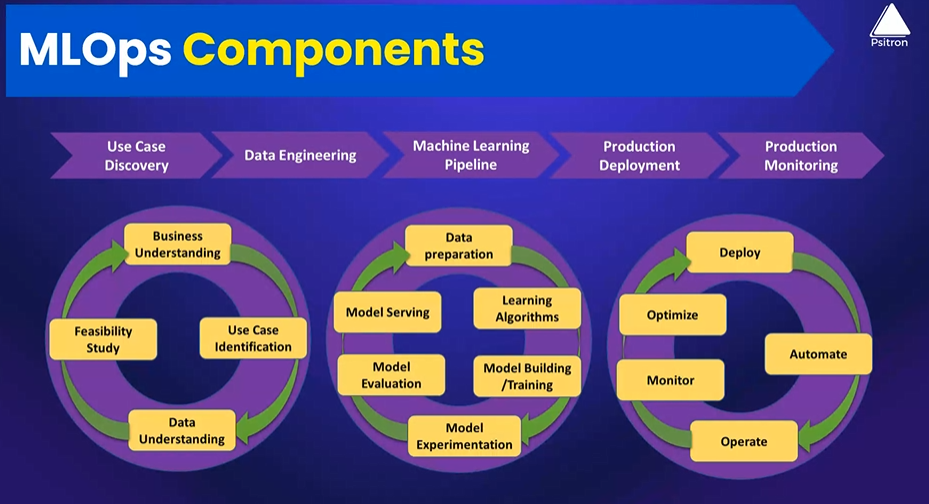 MLOps Components
Psitron
Use Case
Discovery
Data Engineering
Machine Learning
Pipeline
Production
Deployment
Production
Monitoring
Business
Understanding
Use Case
Identification
Data
Understanding
Feasibility
Study
Data
preparation
Learning
Algorithms
Model Building
/Training
Model
Experimentation
Model
Evaluation
Model Serving
Deploy
Automate
Operate
Monitor
Optimize